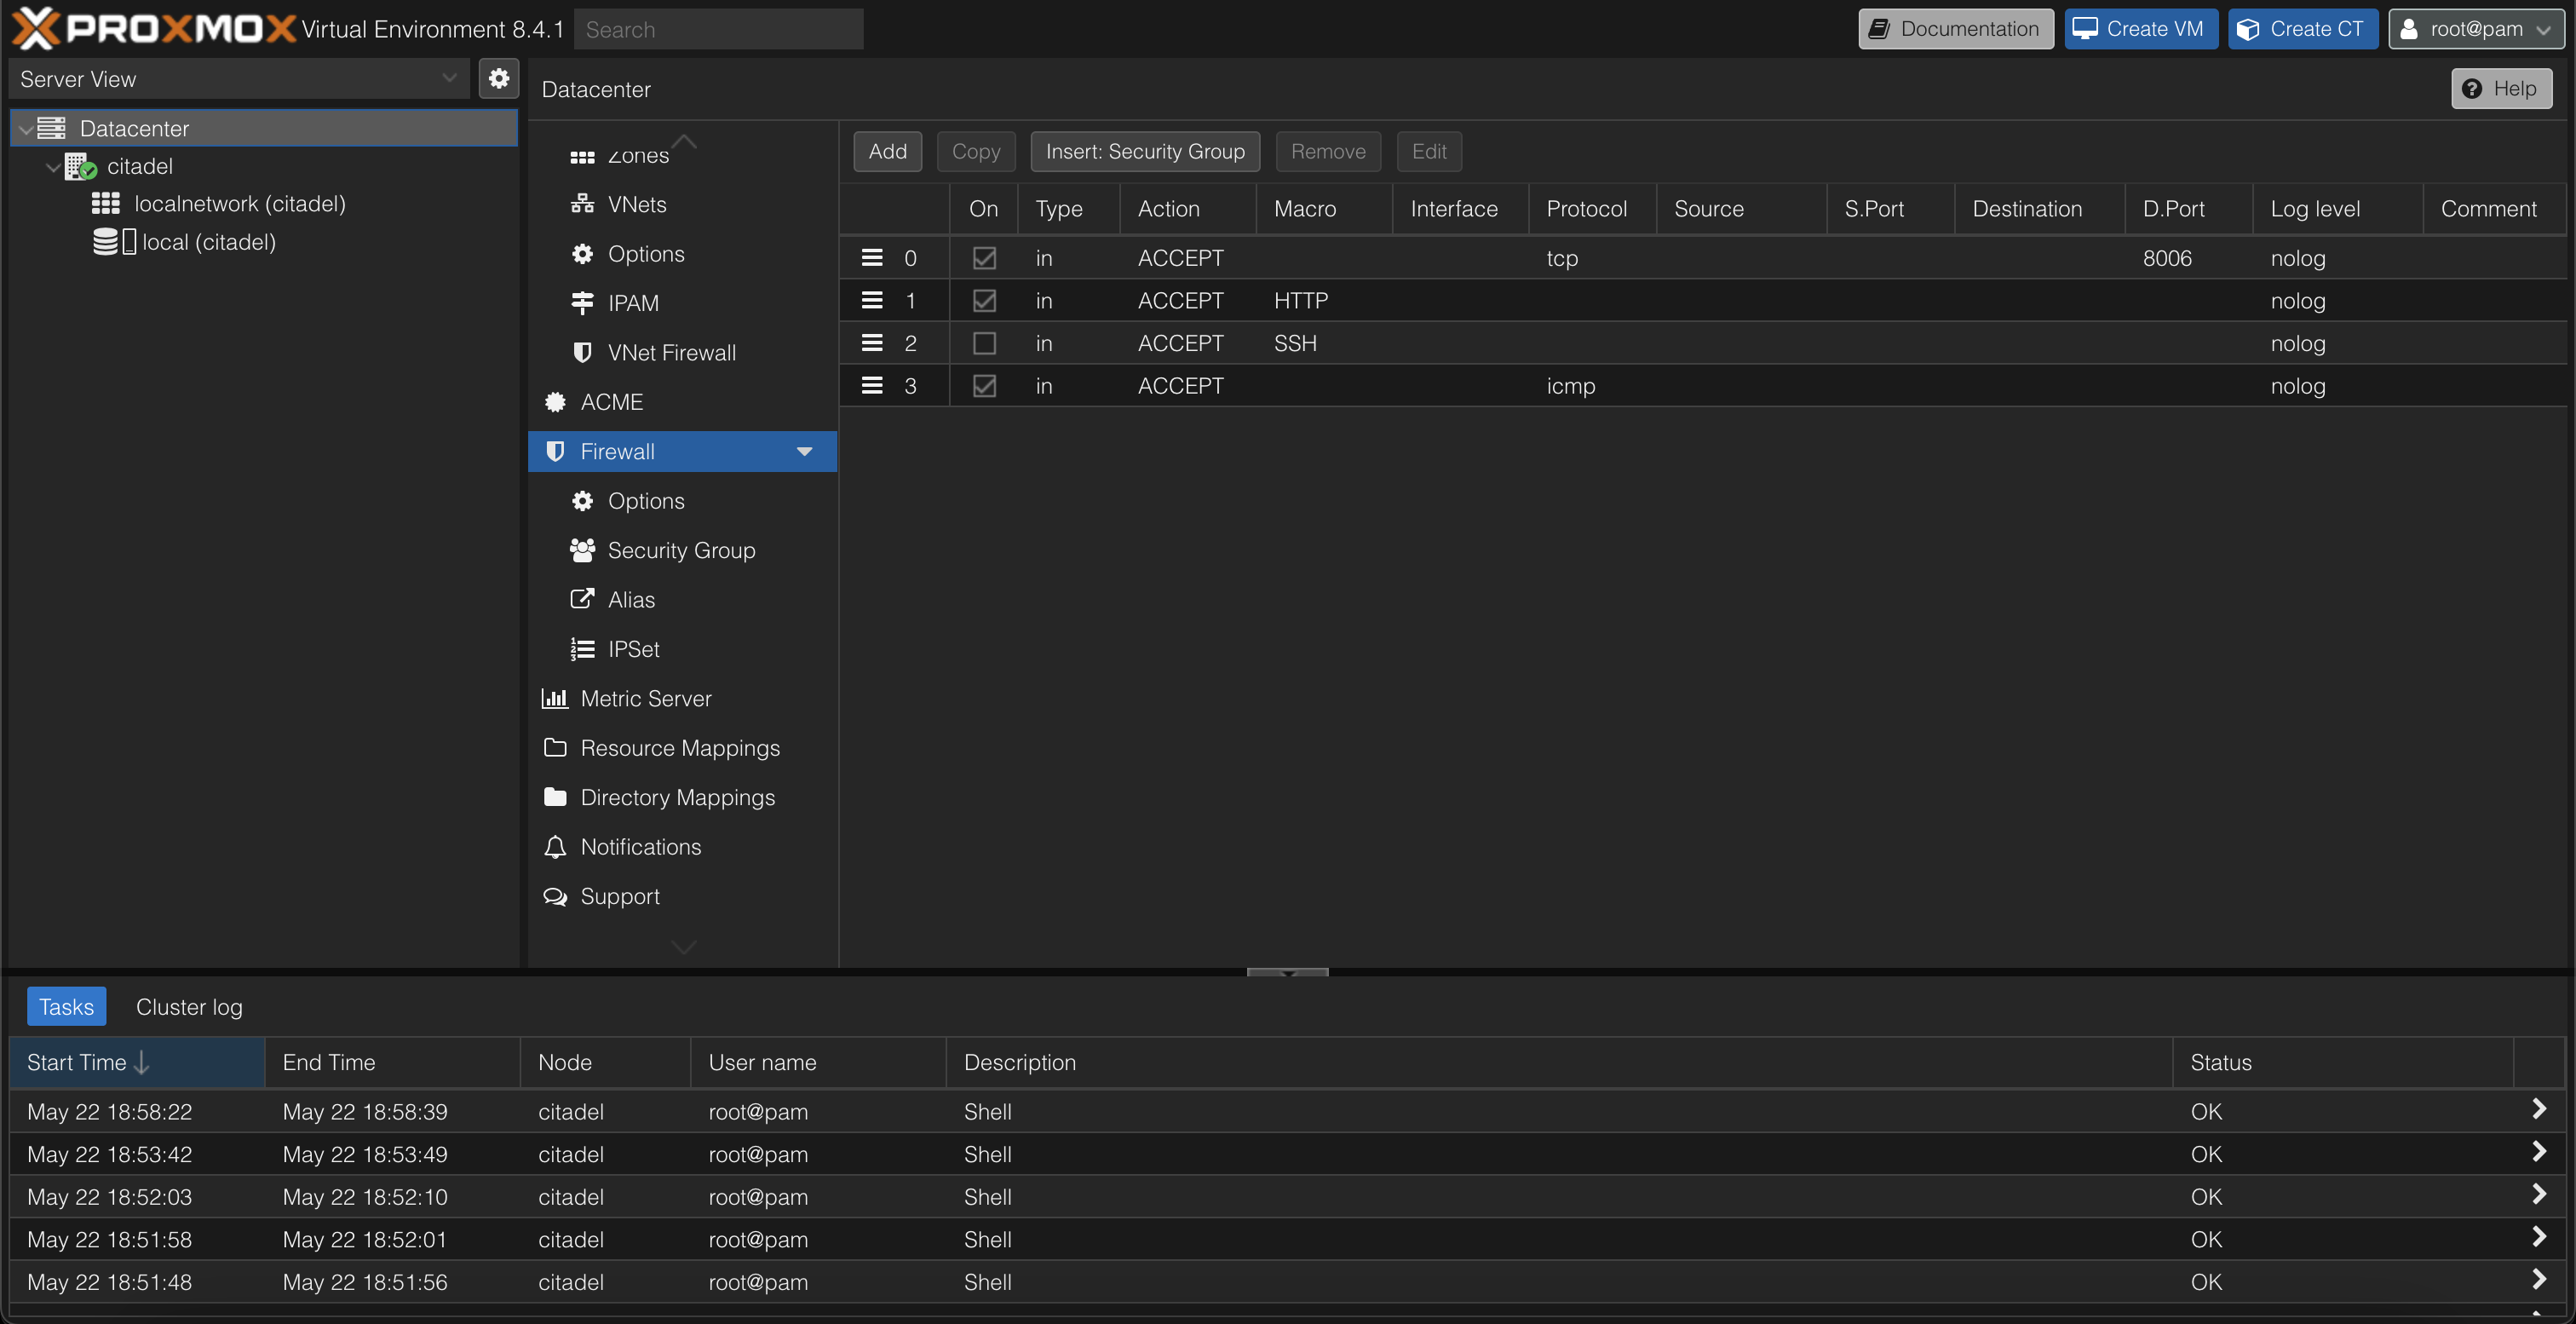 PROXMOX Virtual Environment 8.4.1 Search Documentation Create VM Create CT root@pam
Server View
Datacenter
citadel
localnetwork (citadel)
local (citadel)
Datacenter Help
Zones
VNets
Options
IPAM
VNet Firewall
ACME
Firewall
Options
Security Group
Alias
IPSet
Metric Server
Resource Mappings
Directory Mappings
Notifications
Support
Add Copy Insert: Security Group Remove Edit
On Type Action Macro Interface Protocol Source S.Port Destination D.Port Log level Comment
0 in ACCEPT tcp 8006 nolog
1 in ACCEPT HTTP nolog
2 in ACCEPT SSH nolog
3 in ACCEPT icmp nolog
Tasks Cluster log
Start Time End Time Node User name Description Status
May 22 18:58:22 May 22 18:58:39 citadel root@pam Shell OK
May 22 18:53:42 May 22 18:53:49 citadel root@pam Shell OK
May 22 18:52:03 May 22 18:52:10 citadel root@pam Shell OK
May 22 18:51:58 May 22 18:52:01 citadel root@pam Shell OK
May 22 18:51:48 May 22 18:51:56 citadel root@pam Shell OK